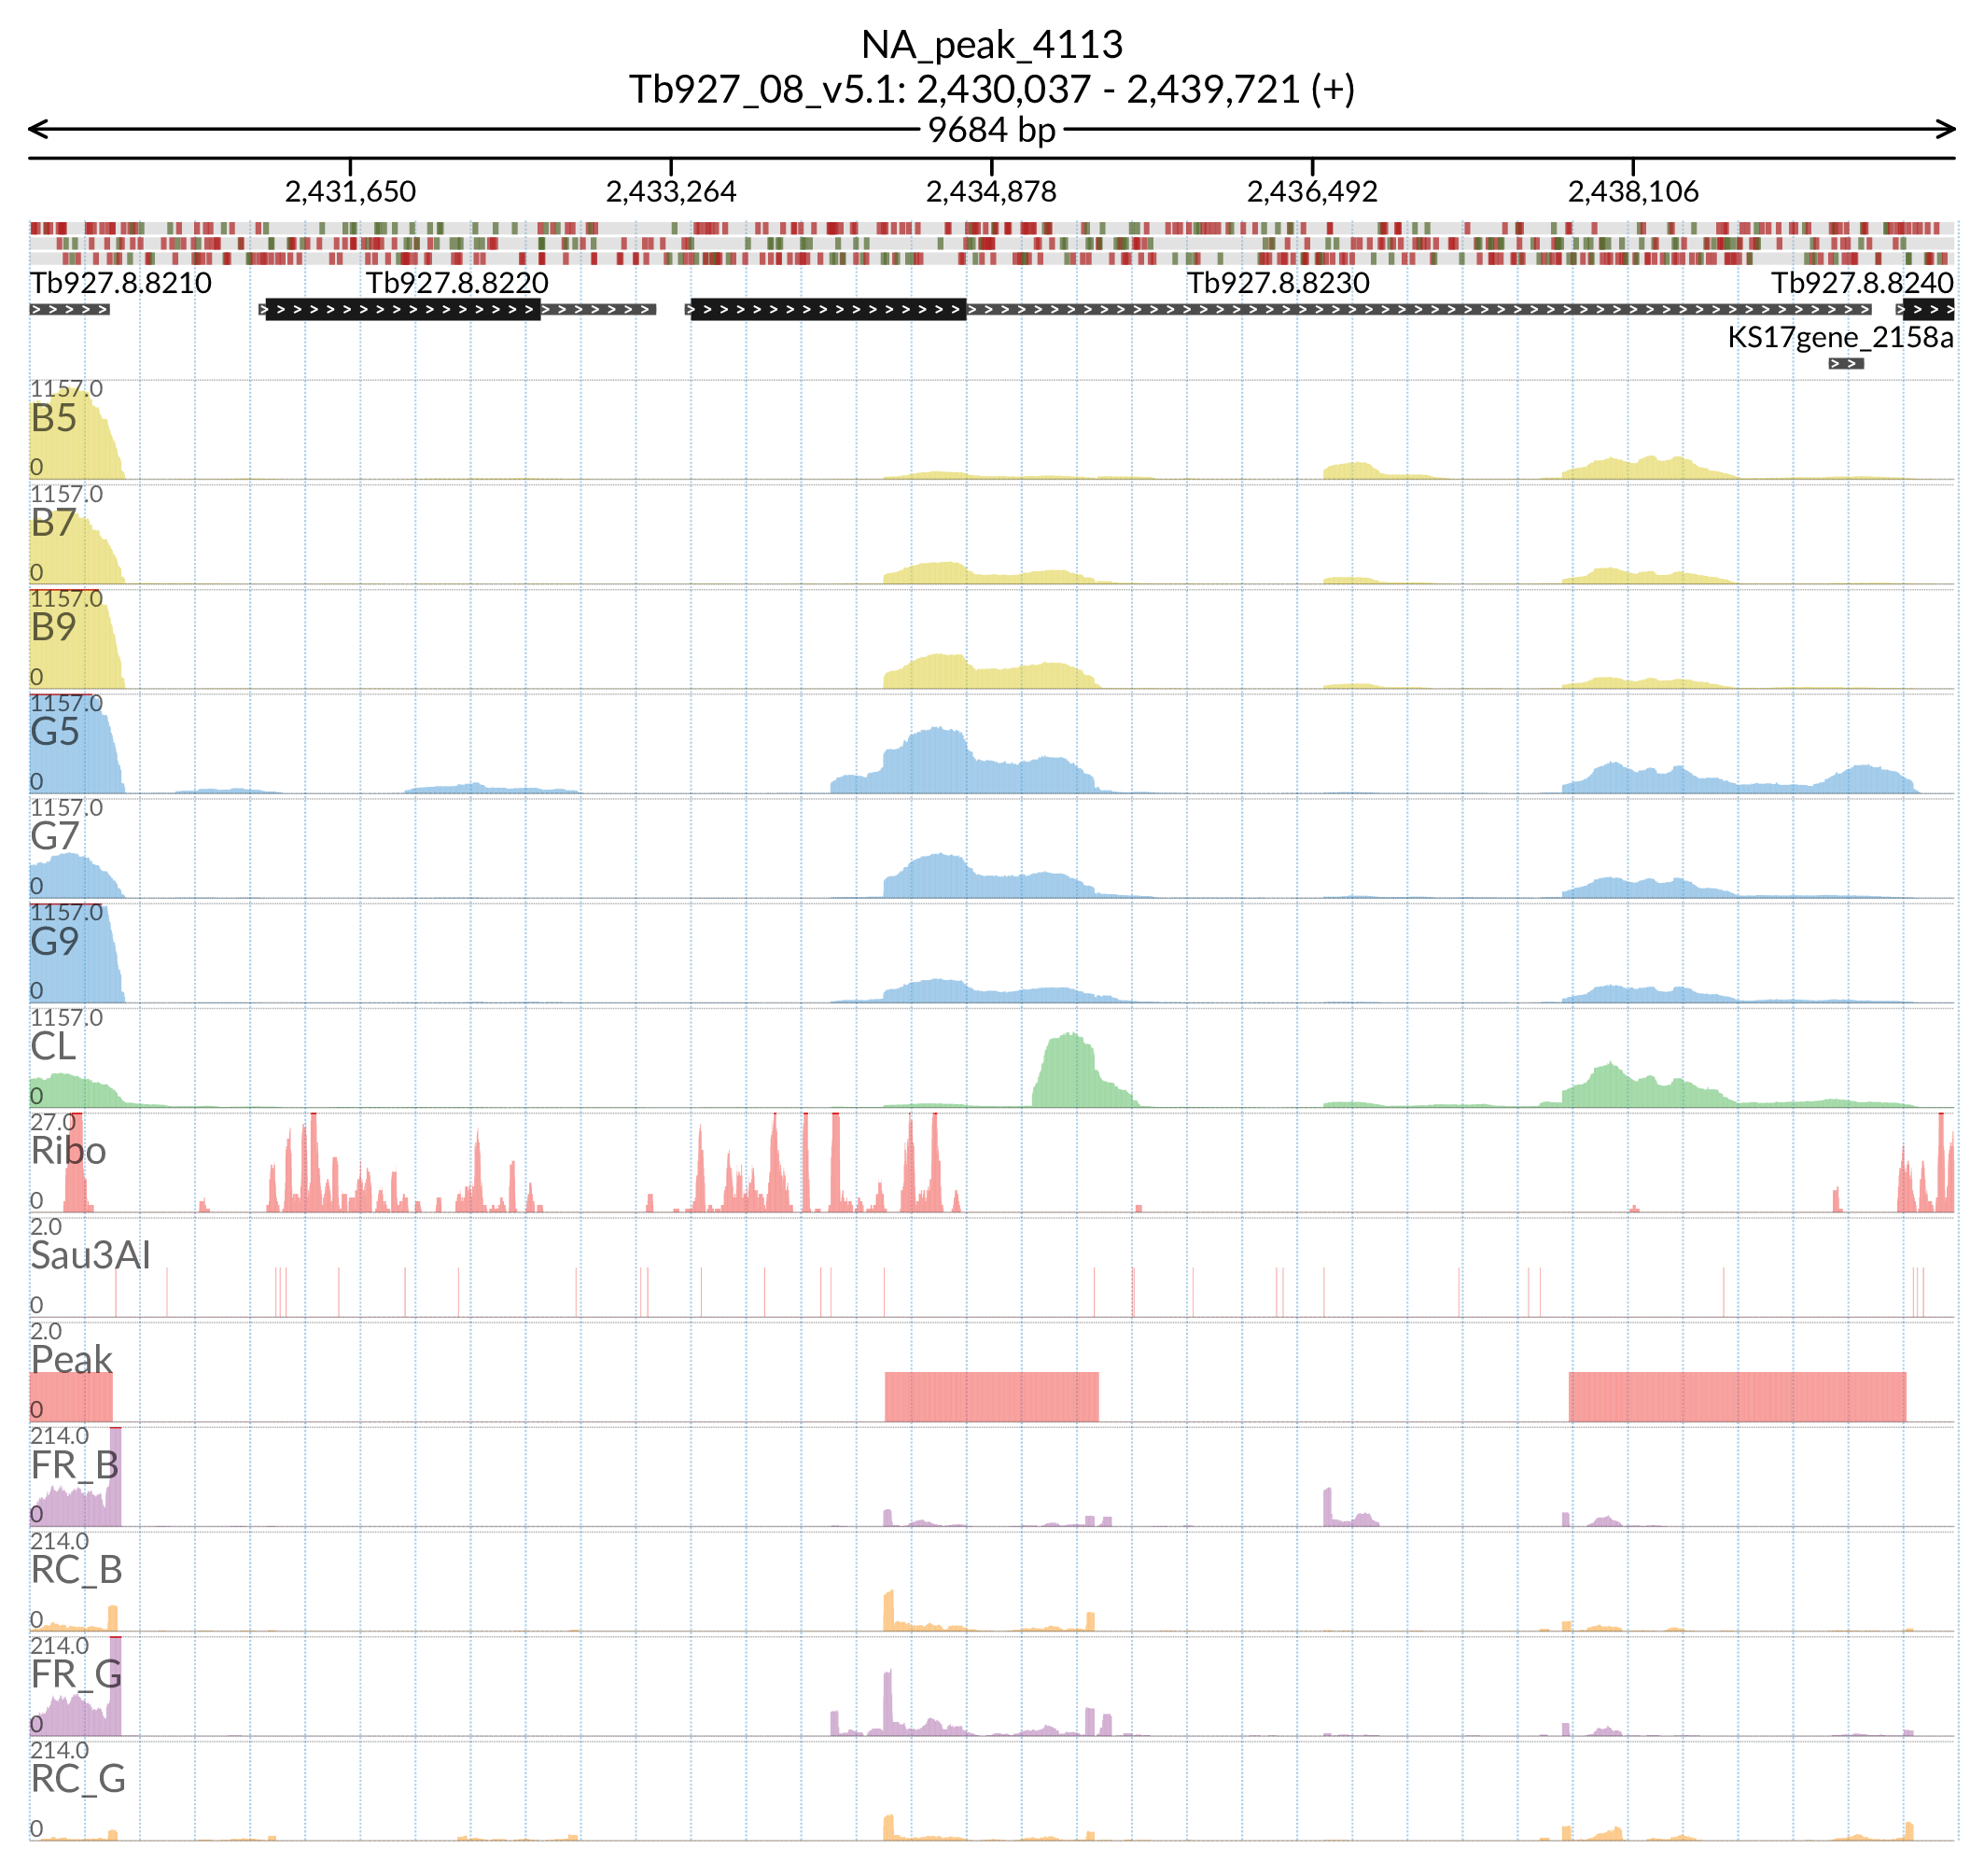 NA_peak_4113
Tb927_08_v5.1: 2,430,037 - 2,439,721 (+)
9684 bp
2,431,650 2,433,264 2,434,878 2,436,492 2,438,106
Tb927.8.8210 Tb927.8.8220 Tb927.8.8230 Tb927.8.8240
KS17gene_2158a
1157.0
B5
0
1157.0
B7
0
1157.0
B9
0
1157.0
G5
0
1157.0
G7
0
1157.0
G9
0
1157.0
CL
0
27.0
Ribo
0
2.0
Sau3AI
0
2.0
Peak
0
214.0
FR_B
0
214.0
RC_B
0
214.0
FR_G
0
214.0
RC_G
0